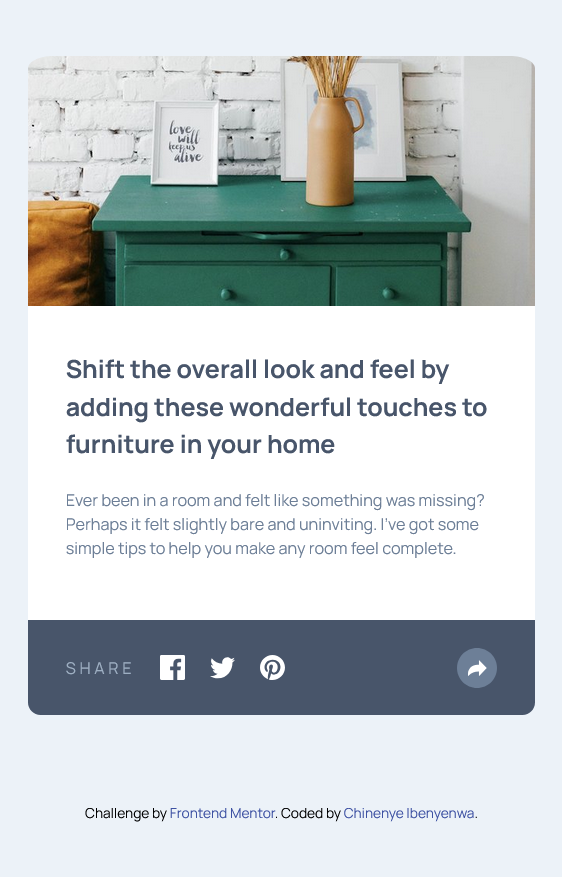 love
will
keep us
alive
Shift the overall look and feel by
adding these wonderful touches to
furniture in your home
Ever been in a room and felt like something was missing?
Perhaps it felt slightly bare and uninviting. I've got some
simple tips to help you make any room feel complete.
SHARE
Challenge by Frontend Mentor. Coded by Chinenye Ibenyenwa.